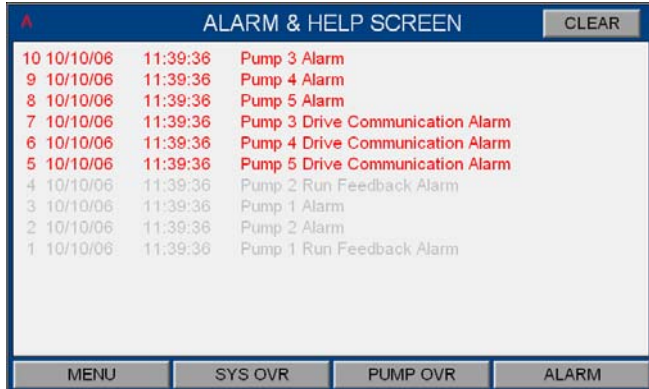 A ALARM & HELP SCREEN CLEAR
10 10/10/06 11:39:36 Pump 3 Alarm
9 10/10/06 11:39:36 Pump 4 Alarm
8 10/10/06 11:39:36 Pump 5 Alarm
7 10/10/06 11:39:36 Pump 3 Drive Communication Alarm
6 10/10/06 11:39:36 Pump 4 Drive Communication Alarm
5 10/10/06 11:39:36 Pump 5 Drive Communication Alarm
4 10/10/06 11:39:36 Pump 2 Run Feedback Alarm
3 10/10/06 11:39:36 Pump 1 Alarm
2 10/10/06 11:39:36 Pump 2 Alarm
1 10/10/06 11:39:36 Pump 1 Run Feedback Alarm
MENU SYS OVR PUMP OVR ALARM